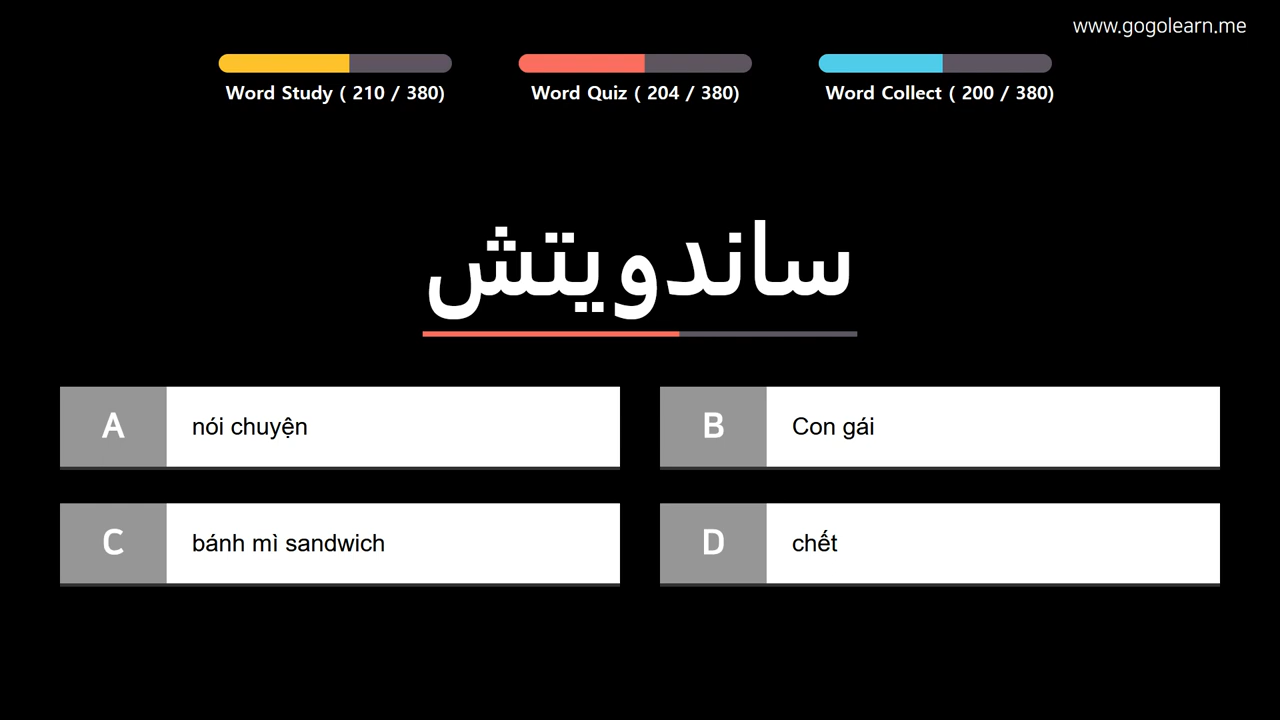 www.gogolearn.me
Word Study ( 210 / 380)
Word Quiz ( 204 / 380)
Word Collect ( 200 / 380)
ساندويتش
A nói chuyện
B Con gái
C bánh mì sandwich
D chết